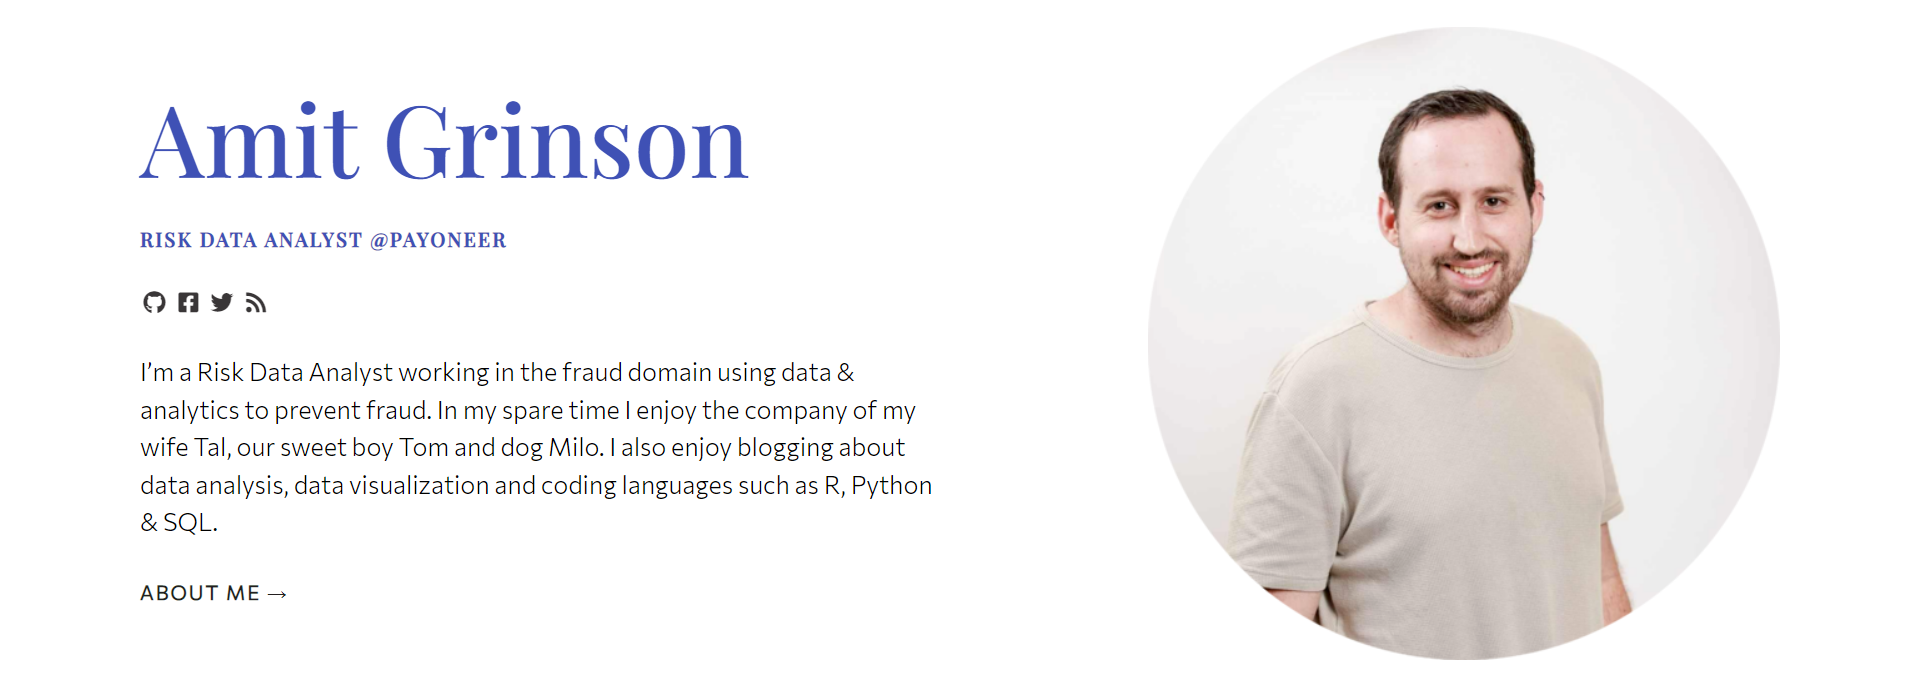 Amit Grinson
RISK DATA ANALYST @PAYONEER
I'm a Risk Data Analyst working in the fraud domain using data &
analytics to prevent fraud. In my spare time I enjoy the company of my
wife Tal, our sweet boy Tom and dog Milo. I also enjoy blogging about
data analysis, data visualization and coding languages such as R, Python
& SQL.
ABOUT ME →